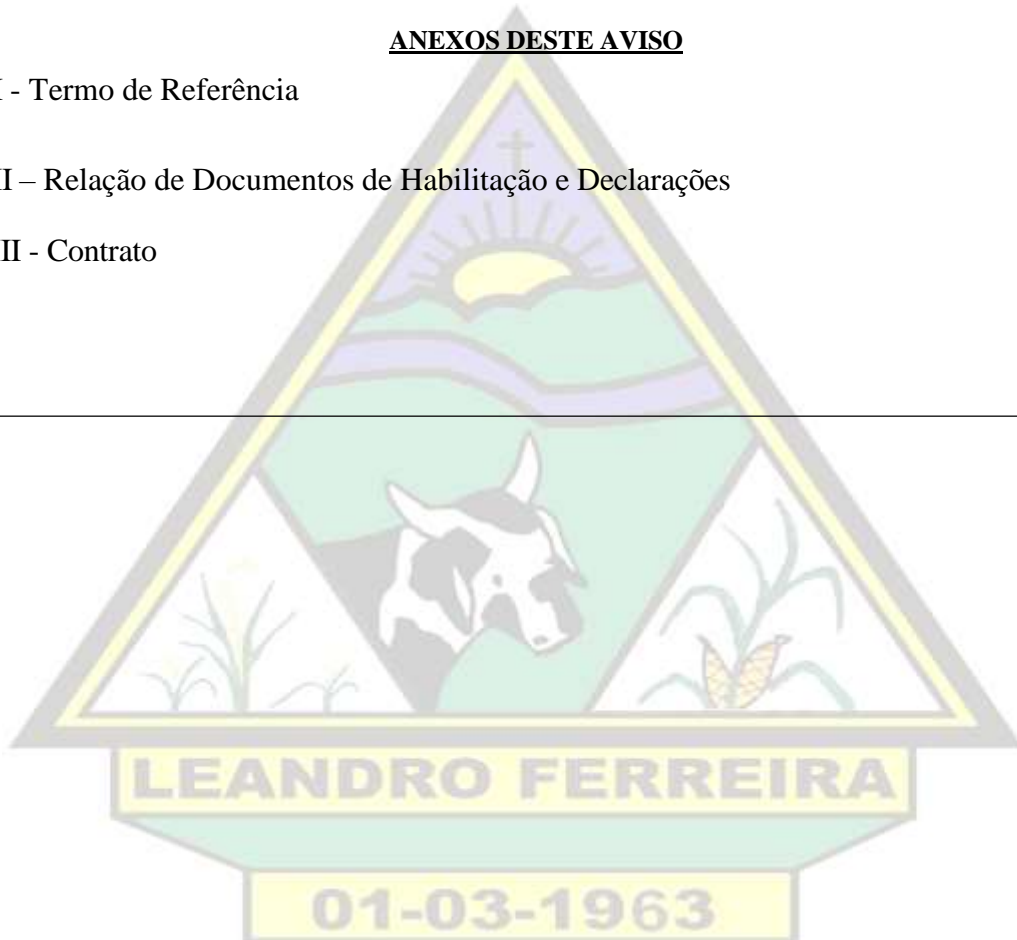 ANEXOS DESTE AVISO
I - Termo de Referência
II – Relação de Documentos de Habilitação e Declarações
II - Contrato
LEANDRO FERREIRA
01-03-1963